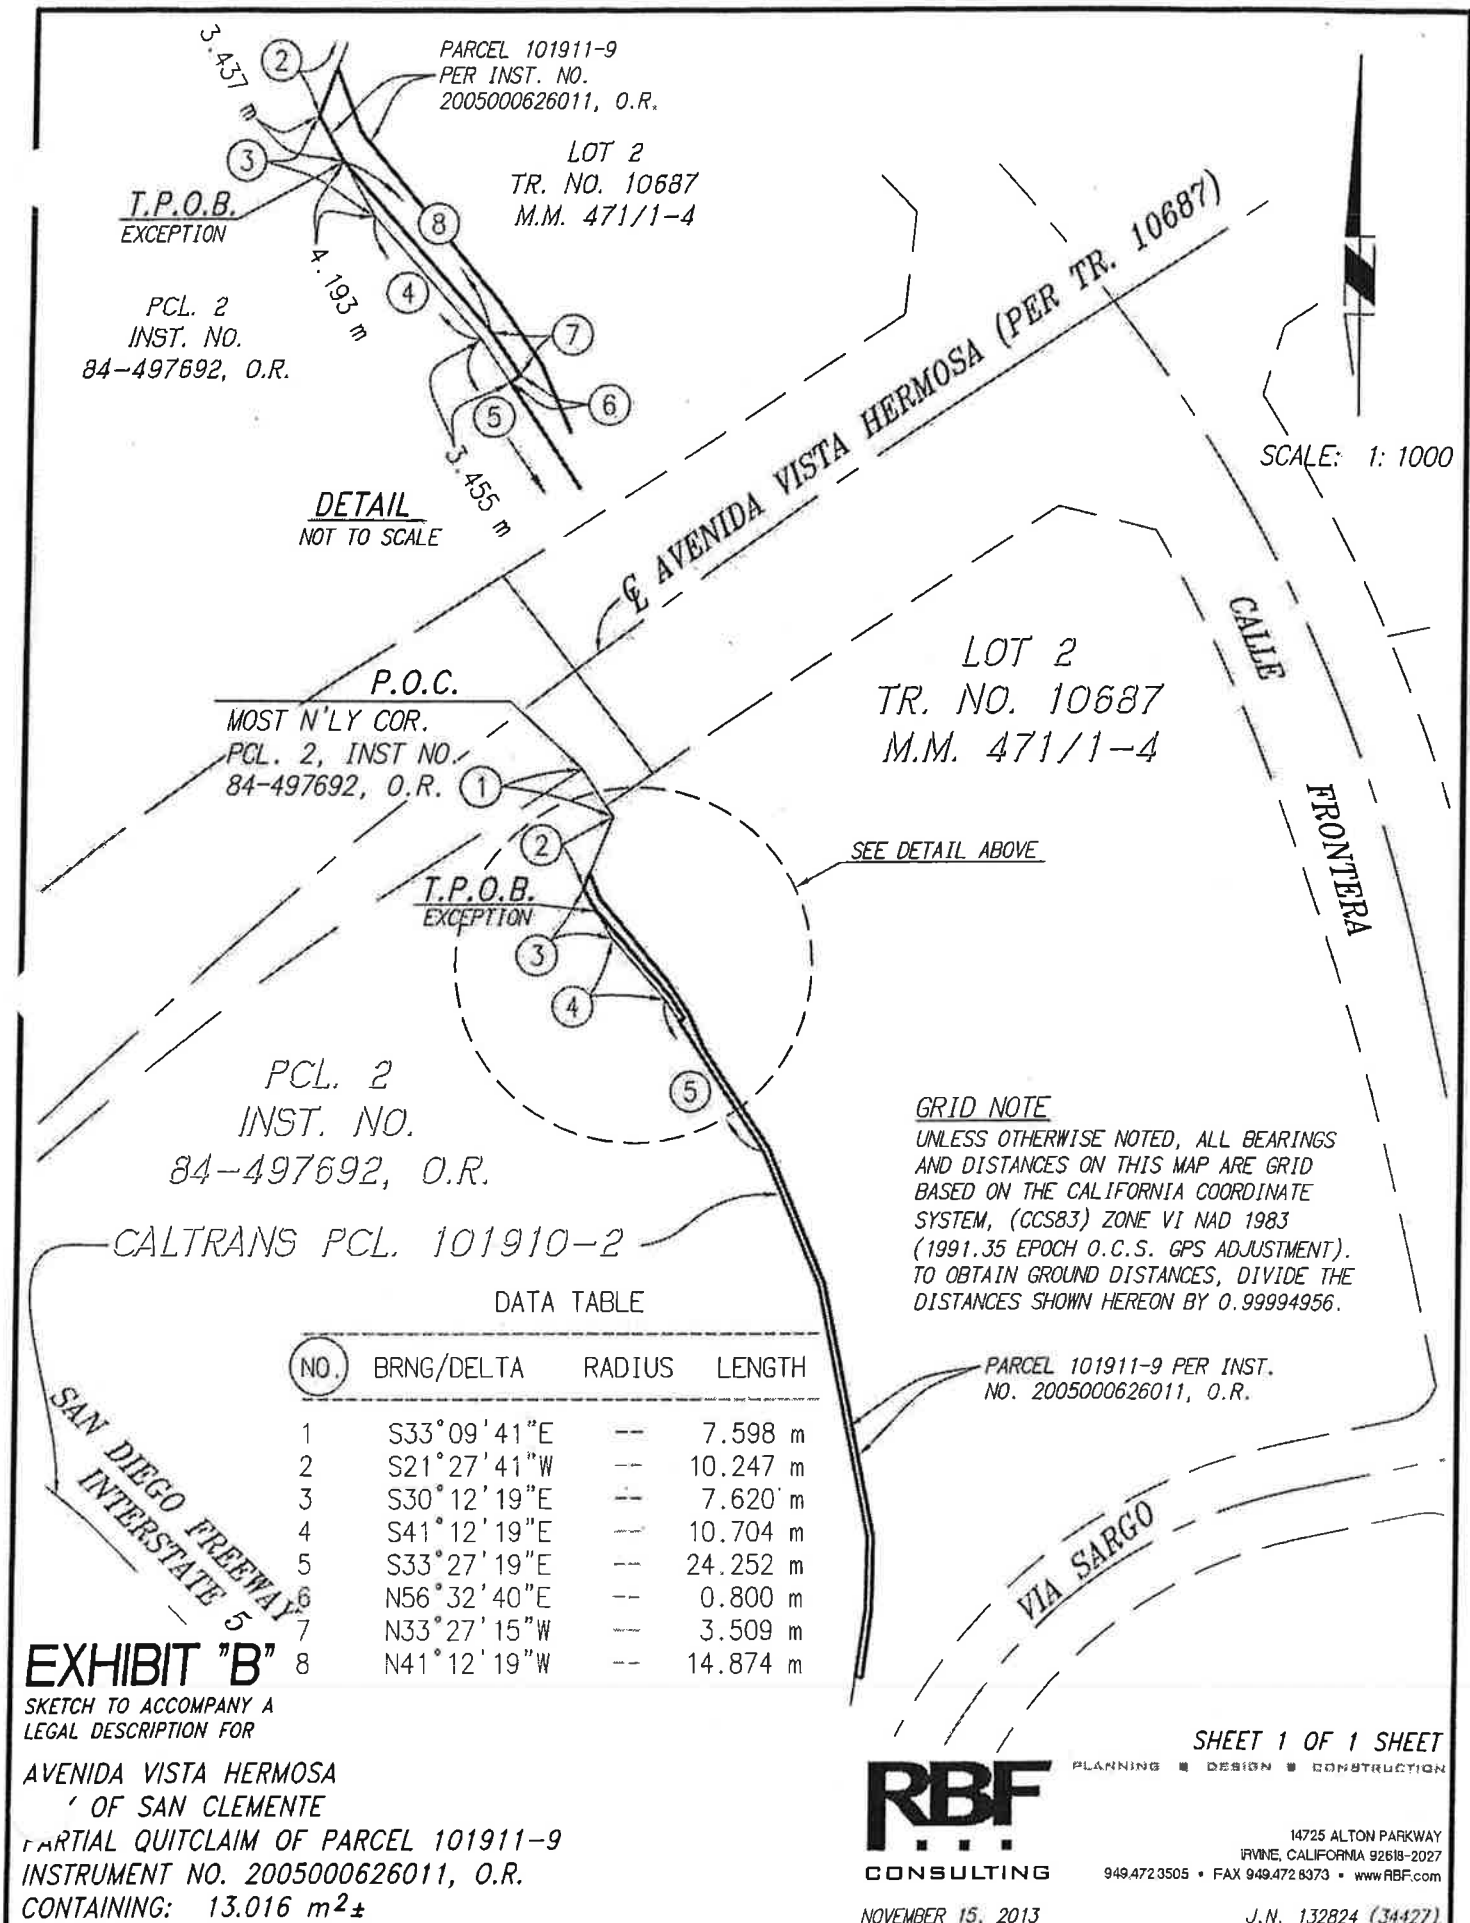 3.437 m
2
PARCEL 101911-9
PER INST. NO.
2005000626011, O.R.
3
LOT 2
TR. NO. 10687
M.M. 471/1-4
T.P.O.B.
EXCEPTION
8
4.193 m
4
PCL. 2
INST. NO.
84-497692, O.R.
7
6
5
3.455 m
DETAIL
NOT TO SCALE
℄ AVENIDA VISTA HERMOSA (PER TR. 10687)
N
SCALE: 1: 1000
CALLE
FRONTERA
LOT 2
TR. NO. 10687
M.M. 471/1-4
P.O.C.
MOST N'LY COR.
PCL. 2, INST NO.
84-497692, O.R.
1
2
SEE DETAIL ABOVE
T.P.O.B.
EXCEPTION
3
4
5
PCL. 2
INST. NO.
84-497692, O.R.
CALTRANS PCL. 101910-2
GRID NOTE
UNLESS OTHERWISE NOTED, ALL BEARINGS
AND DISTANCES ON THIS MAP ARE GRID
BASED ON THE CALIFORNIA COORDINATE
SYSTEM, (CCS83) ZONE VI NAD 1983
(1991.35 EPOCH O.C.S. GPS ADJUSTMENT).
TO OBTAIN GROUND DISTANCES, DIVIDE THE
DISTANCES SHOWN HEREON BY 0.99994956.
DATA TABLE
NO. BRNG/DELTA RADIUS LENGTH
1 S33°09'41"E -- 7.598 m
2 S21°27'41"W -- 10.247 m
3 S30°12'19"E -- 7.620 m
4 S41°12'19"E -- 10.704 m
5 S33°27'19"E -- 24.252 m
6 N56°32'40"E -- 0.800 m
7 N33°27'15"W -- 3.509 m
8 N41°12'19"W -- 14.874 m
PARCEL 101911-9 PER INST.
NO. 2005000626011, O.R.
SAN DIEGO FREEWAY
INTERSTATE 5
VIA SARGO
EXHIBIT "B"
SKETCH TO ACCOMPANY A
LEGAL DESCRIPTION FOR
AVENIDA VISTA HERMOSA
OF SAN CLEMENTE
PARTIAL QUITCLAIM OF PARCEL 101911-9
INSTRUMENT NO. 2005000626011, O.R.
CONTAINING: 13.016 m²±
SHEET 1 OF 1 SHEET
RBF
CONSULTING
PLANNING ■ DESIGN ■ CONSTRUCTION
14725 ALTON PARKWAY
IRVINE, CALIFORNIA 92618-2027
949.472.3505 • FAX 949.472.8373 • www.RBF.com
NOVEMBER 15, 2013
J.N. 132824 (34427)